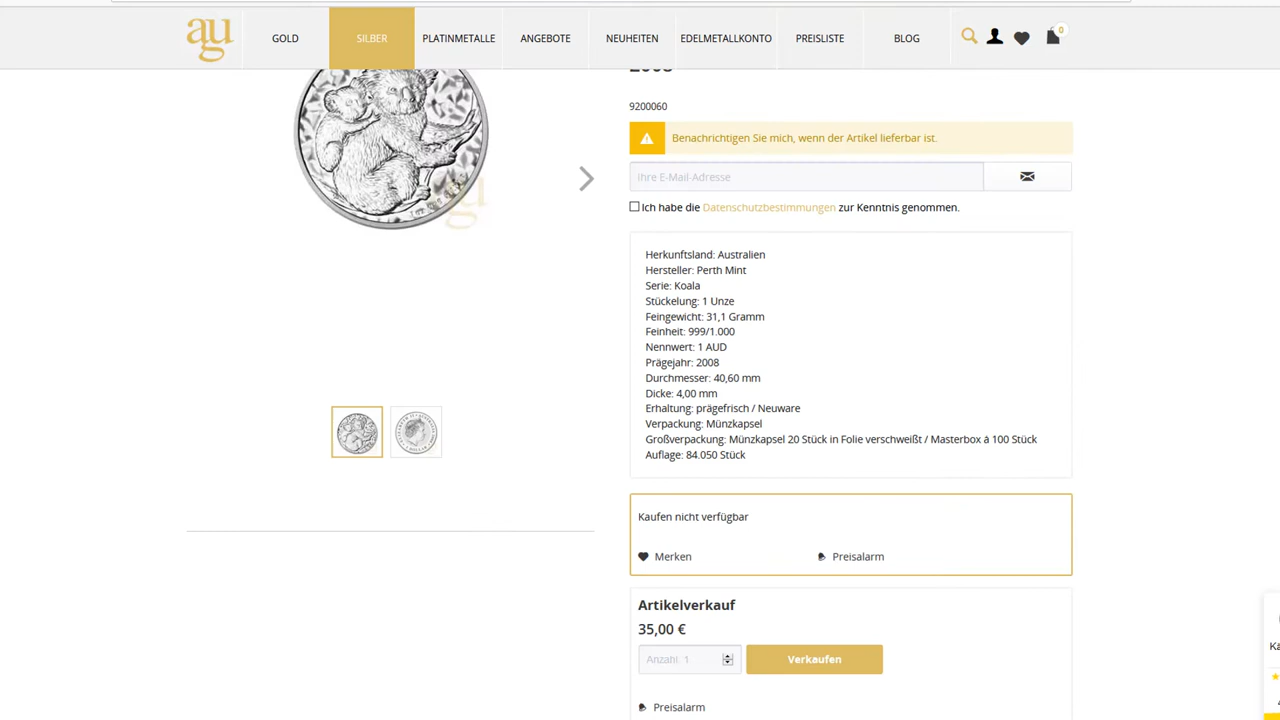 au
g
GOLD
SILBER
PLATINMETALLE
ANGEBOTE
NEUHEITEN
EDELMETALLKONTO
PREISLISTE
BLOG
0
2008
9200060
Benachrichtigen Sie mich, wenn der Artikel lieferbar ist.
Ihre E-Mail-Adresse
Ich habe die Datenschutzbestimmungen zur Kenntnis genommen.
Herkunftsland: Australien
Hersteller: Perth Mint
Serie: Koala
Stückelung: 1 Unze
Feingewicht: 31,1 Gramm
Feinheit: 999/1.000
Nennwert: 1 AUD
Prägejahr: 2008
Durchmesser: 40,60 mm
Dicke: 4,00 mm
Erhaltung: prägefrisch / Neuware
Verpackung: Münzkapsel
Großverpackung: Münzkapsel 20 Stück in Folie verschweißt / Masterbox á 100 Stück
Auflage: 84.050 Stück
Kaufen nicht verfügbar
Merken
Preisalarm
Artikelverkauf
35,00 €
Anzahl 1
Verkaufen
Preisalarm
Kä